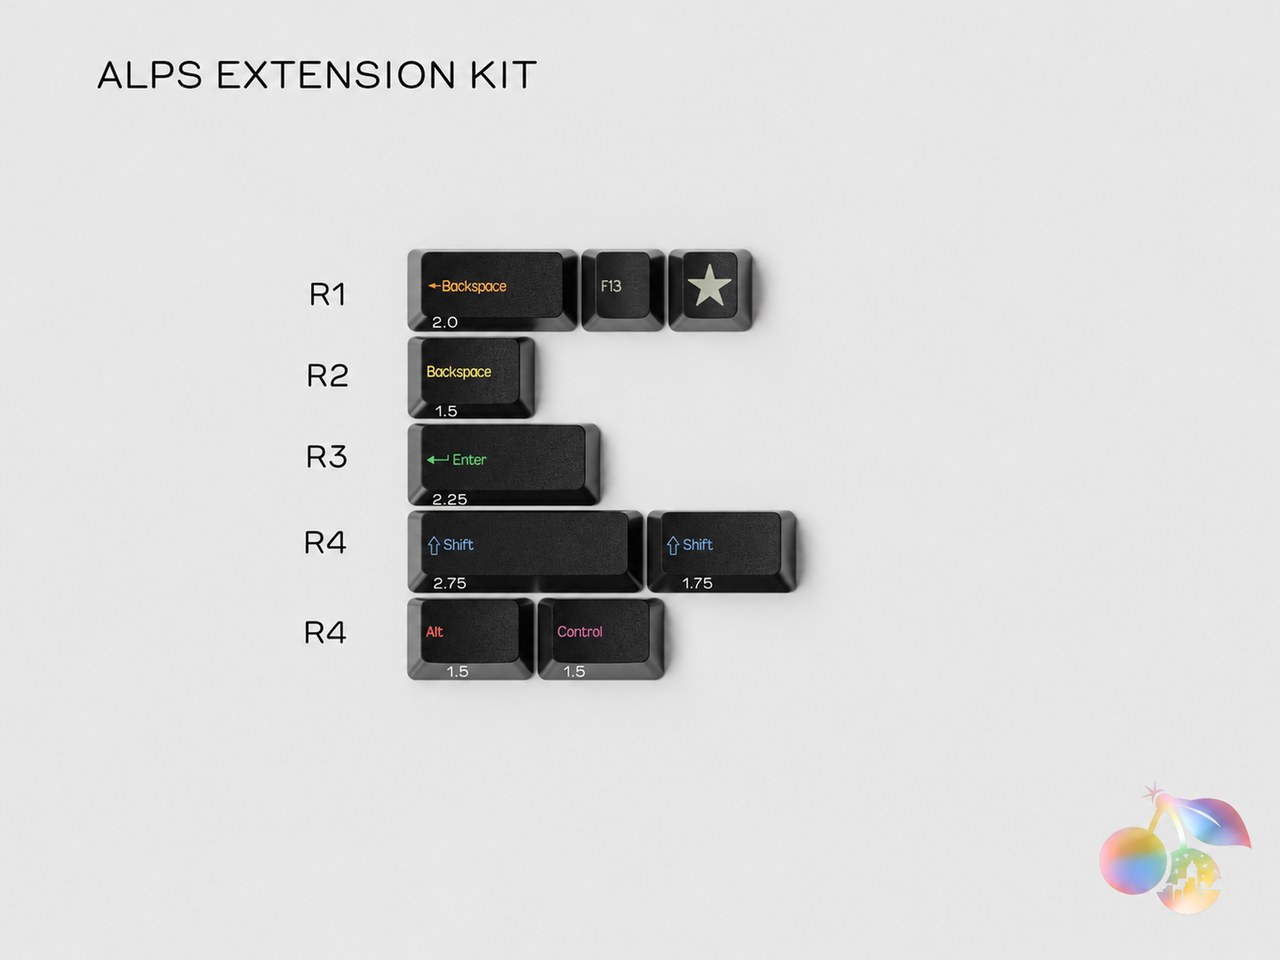 ALPS EXTENSION KIT
R1
←Backspace
2.0
F13
R2
Backspace
1.5
R3
Enter
2.25
R4
Shift
2.75
Shift
1.75
R4
Alt
1.5
Control
1.5